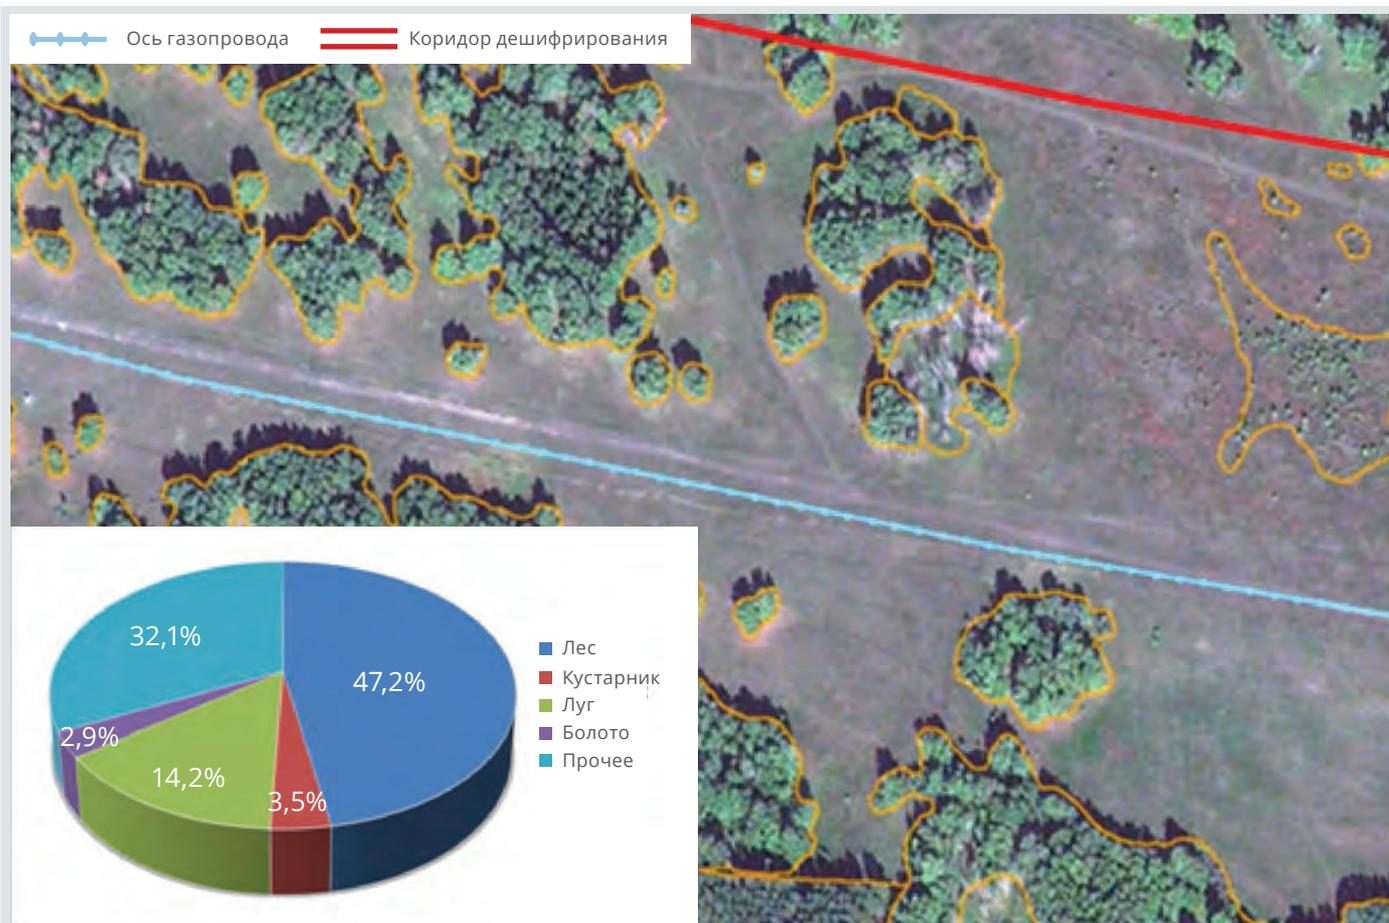 Ось газопровода
Коридор дешифрирования
32,1%
47,2%
2,9%
14,2%
3,5%
Лес
Кустарник
Луг
Болото
Прочее